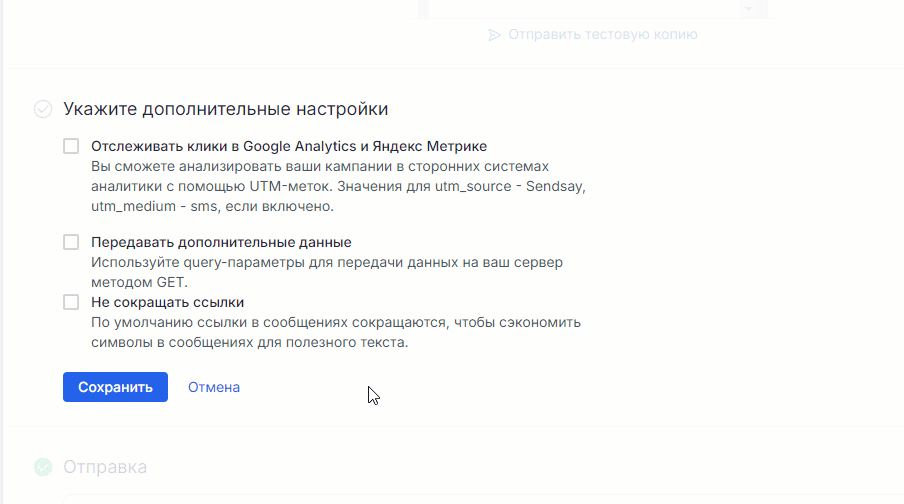 Отправить тестовую копию
Укажите дополнительные настройки
Отслеживать клики в Google Analytics и Яндекс Метрике
Вы сможете анализировать ваши кампании в сторонних системах
аналитики с помощью UTM-меток. Значения для utm_source - Sendsay,
utm_medium - sms, если включено.
Передавать дополнительные данные
Используйте query-параметры для передачи данных на ваш сервер
методом GET.
Не сокращать ссылки
По умолчанию ссылки в сообщениях сокращаются, чтобы сэкономить
символы в сообщениях для полезного текста.
Сохранить Отмена
Отправка